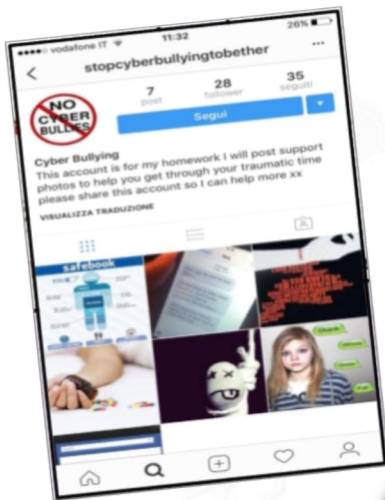 vodafone IT 11:32 26%
stopcyberbullyingtobether
NO
CYBER
BULLIES
7 28 35
post follower seguiti
Segui
Cyber Bullying
This account is for my homework I will post support
photos to help you get through your traumatic time
please share this account so I can help more xx
VISUALIZZA TRADUZIONE
safebook